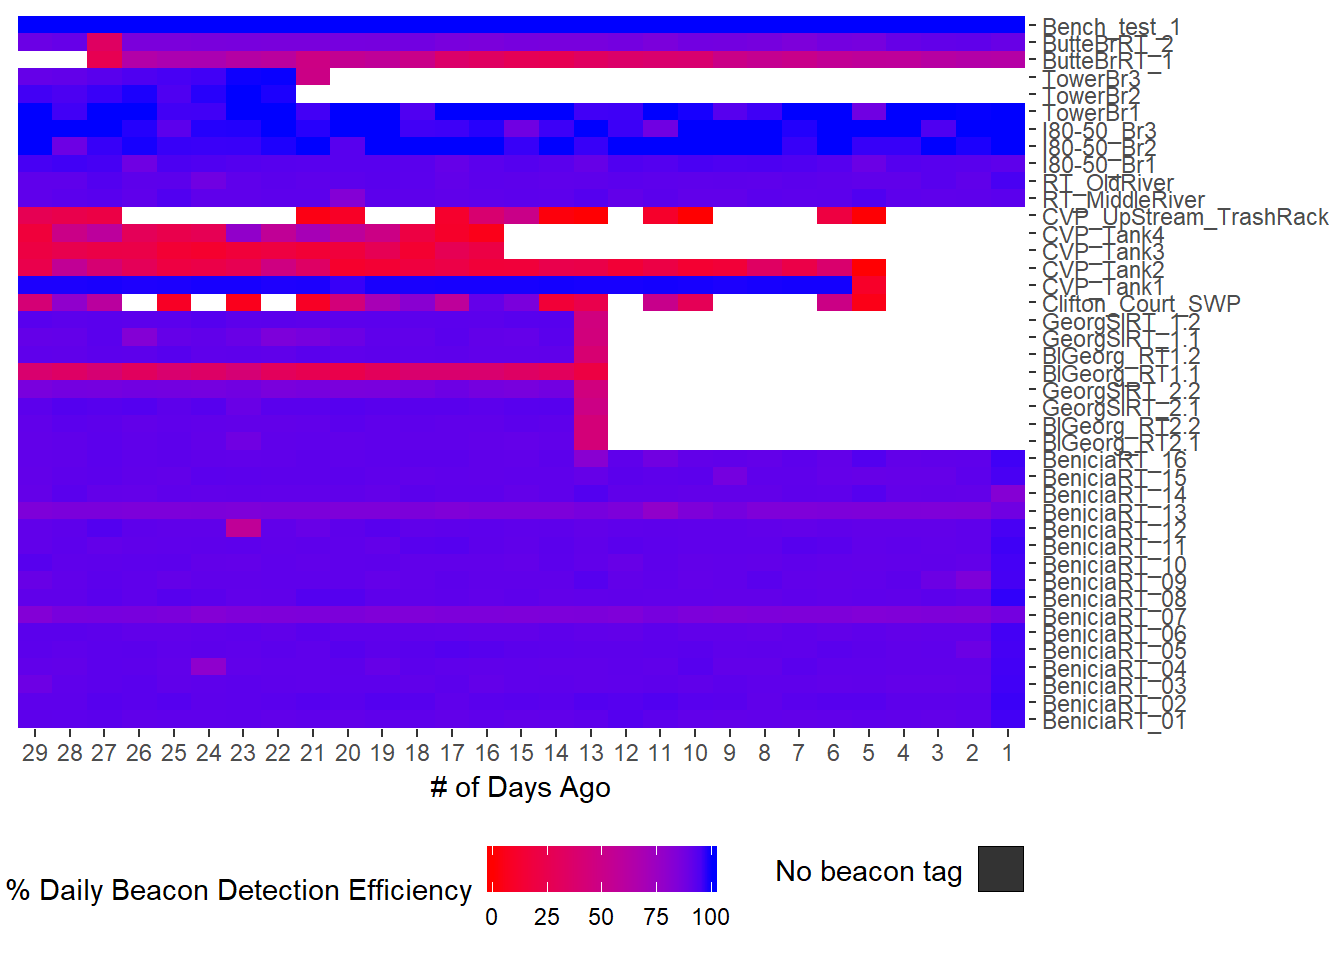 Bench_test_1
ButteBrRT_2
ButteBrRT_1
TowerBr3
TowerBr2
TowerBr1
I80-50_Br3
I80-50_Br2
I80-50_Br1
RT_OldRiver
RT_MiddleRiver
CVP_UpStream_TrashRack
CVP_Tank4
CVP_Tank3
CVP_Tank2
CVP_Tank1
Clifton_Court_SWP
GeorgSlRT_1.2
GeorgSlRT_1.1
BlGeorg_RT1.2
BlGeorg_RT1.1
GeorgSlRT_2.2
GeorgSlRT_2.1
BlGeorg_RT2.2
BlGeorg_RT2.1
BeniciaRT_16
BeniciaRT_15
BeniciaRT_14
BeniciaRT_13
BeniciaRT_12
BeniciaRT_11
BeniciaRT_10
BeniciaRT_09
BeniciaRT_08
BeniciaRT_07
BeniciaRT_06
BeniciaRT_05
BeniciaRT_04
BeniciaRT_03
BeniciaRT_02
BeniciaRT_01
29 28 27 26 25 24 23 22 21 20 19 18 17 16 15 14 13 12 11 10 9 8 7 6 5 4 3 2 1
# of Days Ago
% Daily Beacon Detection Efficiency
0 25 50 75 100
No beacon tag